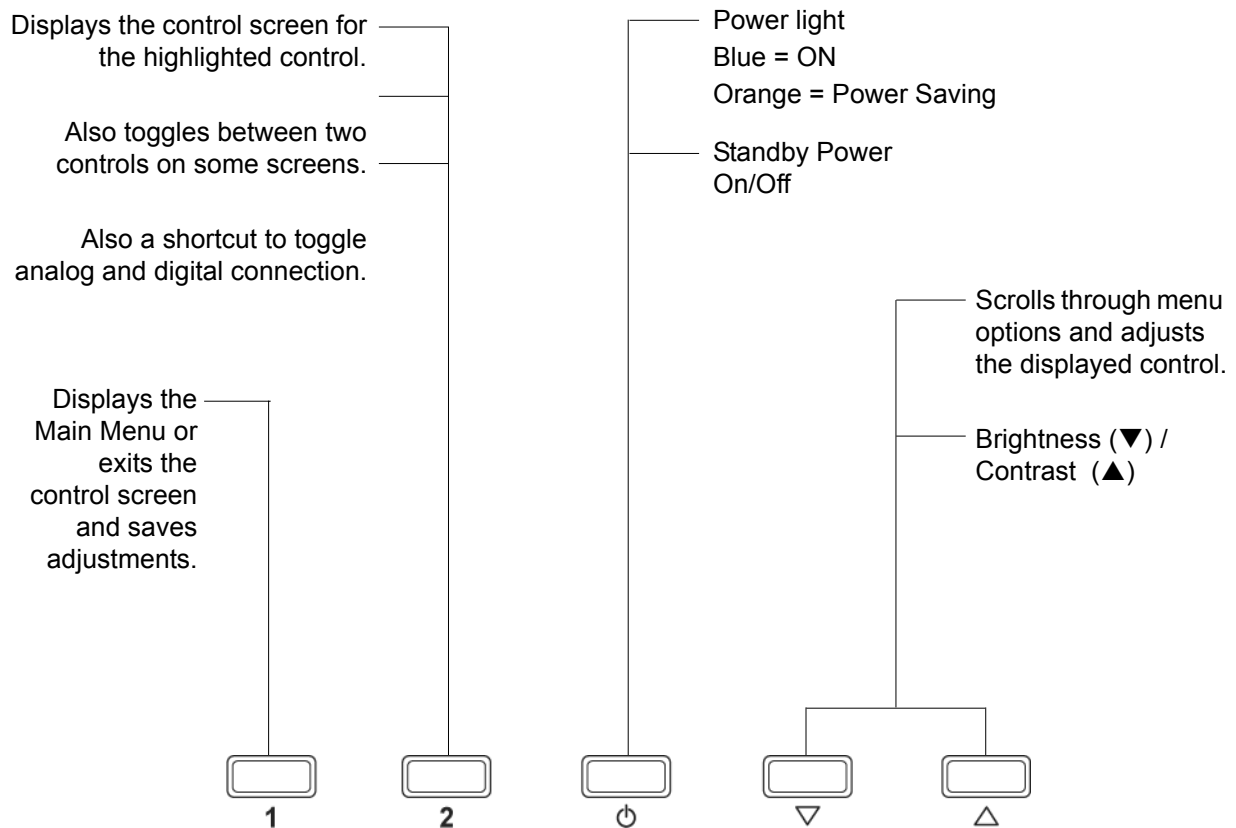 Displays the control screen for
the highlighted control.
Also toggles between two
controls on some screens.
Also a shortcut to toggle
analog and digital connection.
Displays the
Main Menu or
exits the
control screen
and saves
adjustments.
Power light
Blue = ON
Orange = Power Saving
Standby Power
On/Off
Scrolls through menu
options and adjusts
the displayed control.
Brightness (▼) /
Contrast (▲)
1
2